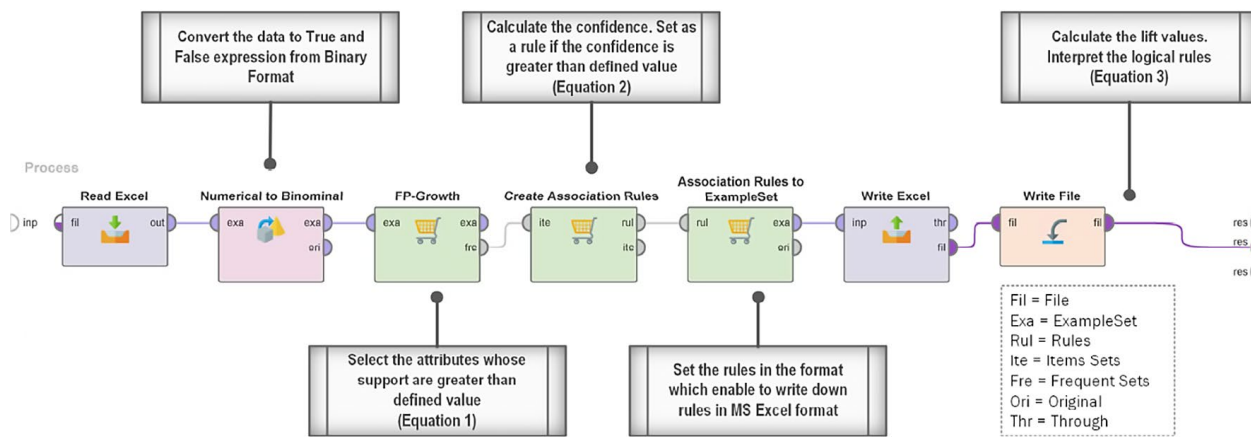 Convert the data to True and
False expression from Binary
Format
Calculate the confidence. Set as
a rule if the confidence is
greater than defined value
(Equation 2)
Calculate the lift values.
Interpret the logical rules
(Equation 3)
Process
Read Excel
Numerical to Binominal
FP-Growth
Create Association Rules
Association Rules to
ExampleSet
Write Excel
Write File
inp
fil
out
exa
exa
ori
exa
exa
fre
ite
rul
ite
rul
exa
ori
inp
thr
fil
fil
fil
res
res
res
Select the attributes whose
support are greater than
defined value
(Equation 1)
Set the rules in the format
which enable to write down
rules in MS Excel format
Fil = File
Exa = ExampleSet
Rul = Rules
Ite = Items Sets
Fre = Frequent Sets
Ori = Original
Thr = Through